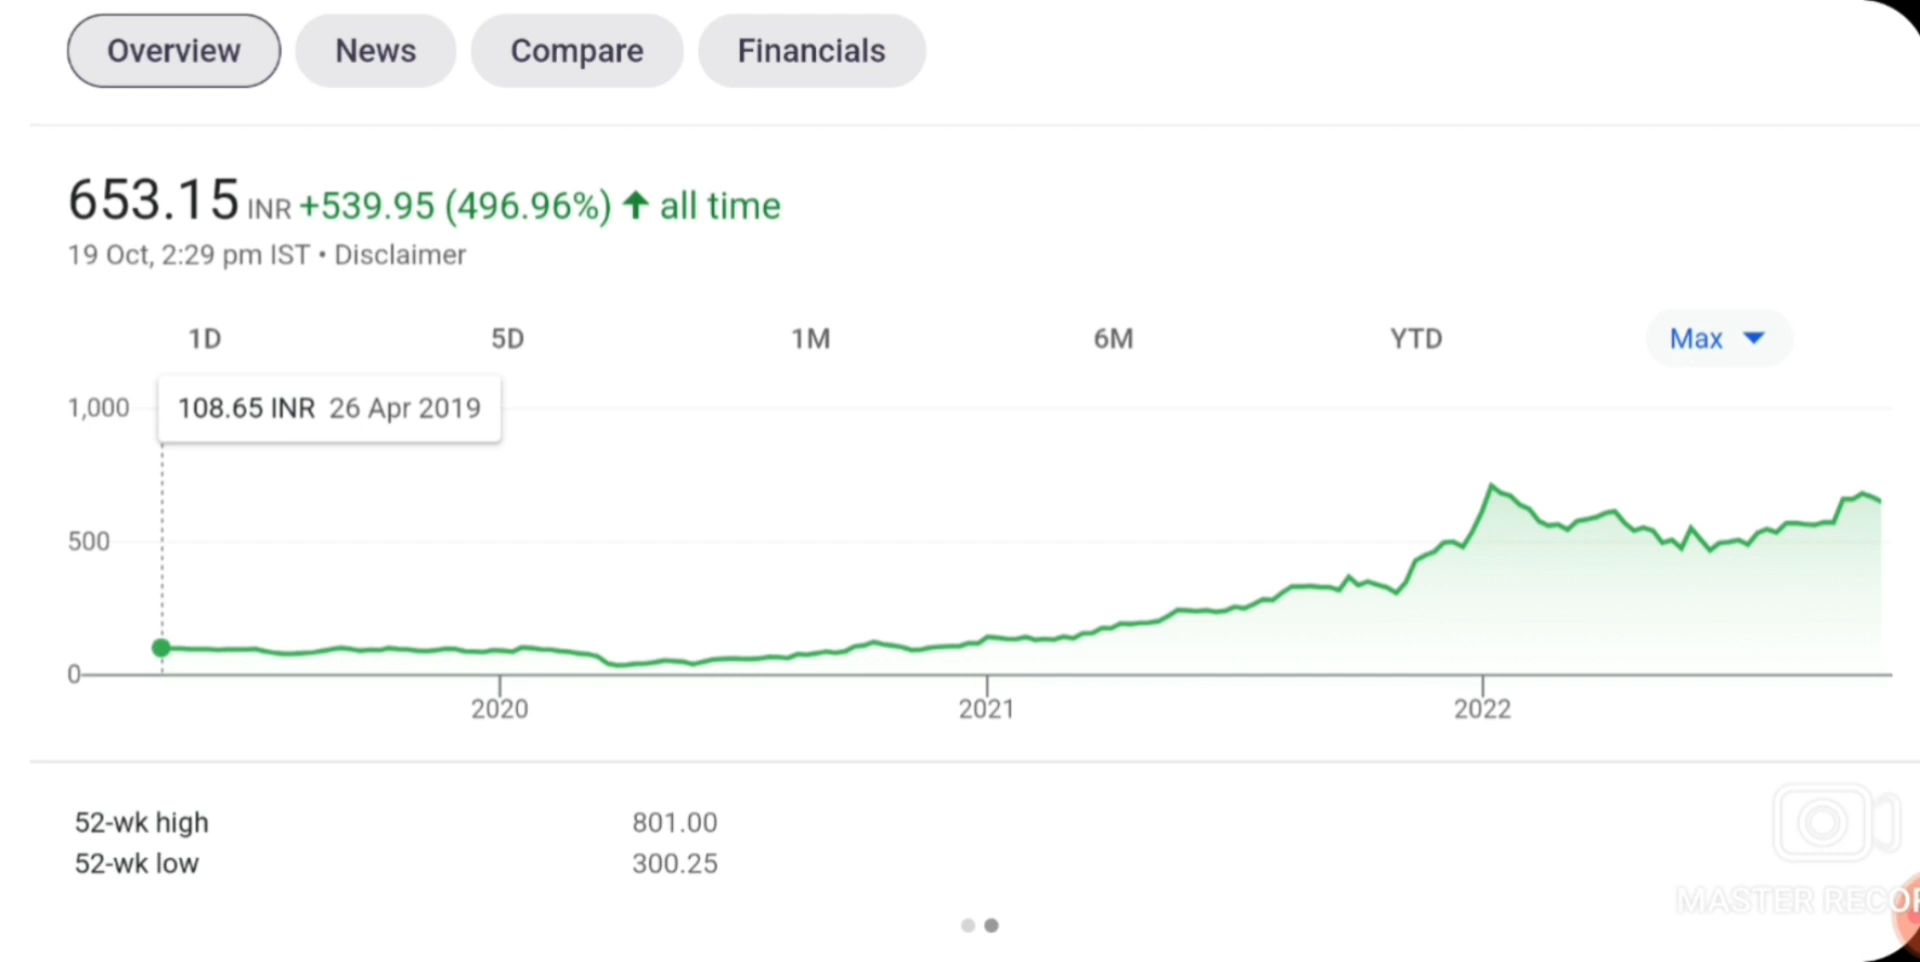 Overview News Compare Financials
653.15 INR +539.95 (496.96%) ↑ all time
19 Oct, 2:29 pm IST • Disclaimer
1D 5D 1M 6M YTD Max
108.65 INR 26 Apr 2019
1,000
500
0
2020 2021 2022
52-wk high 801.00
52-wk low 300.25
MASTER RECOR